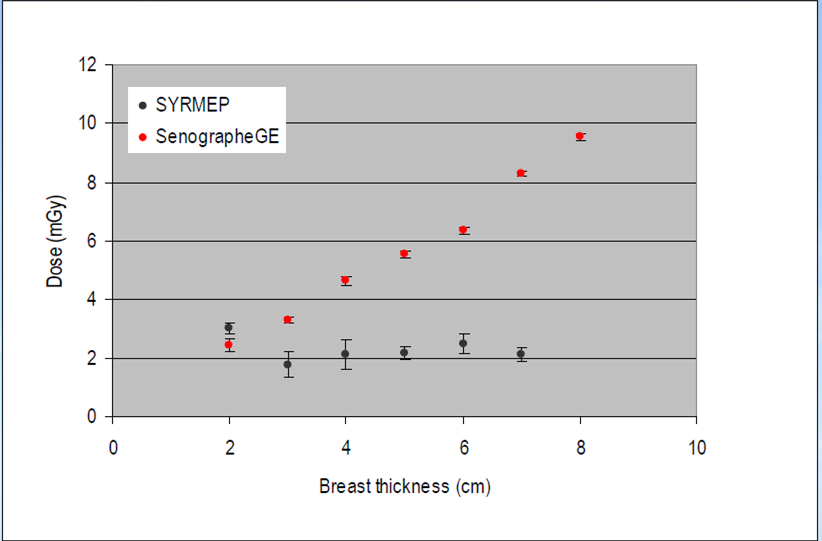 12
SYRMEP
10
SenographeGE
8
Dose (mGy)
6
4
2
0
0 2 4 6 8 10
Breast thickness (cm)